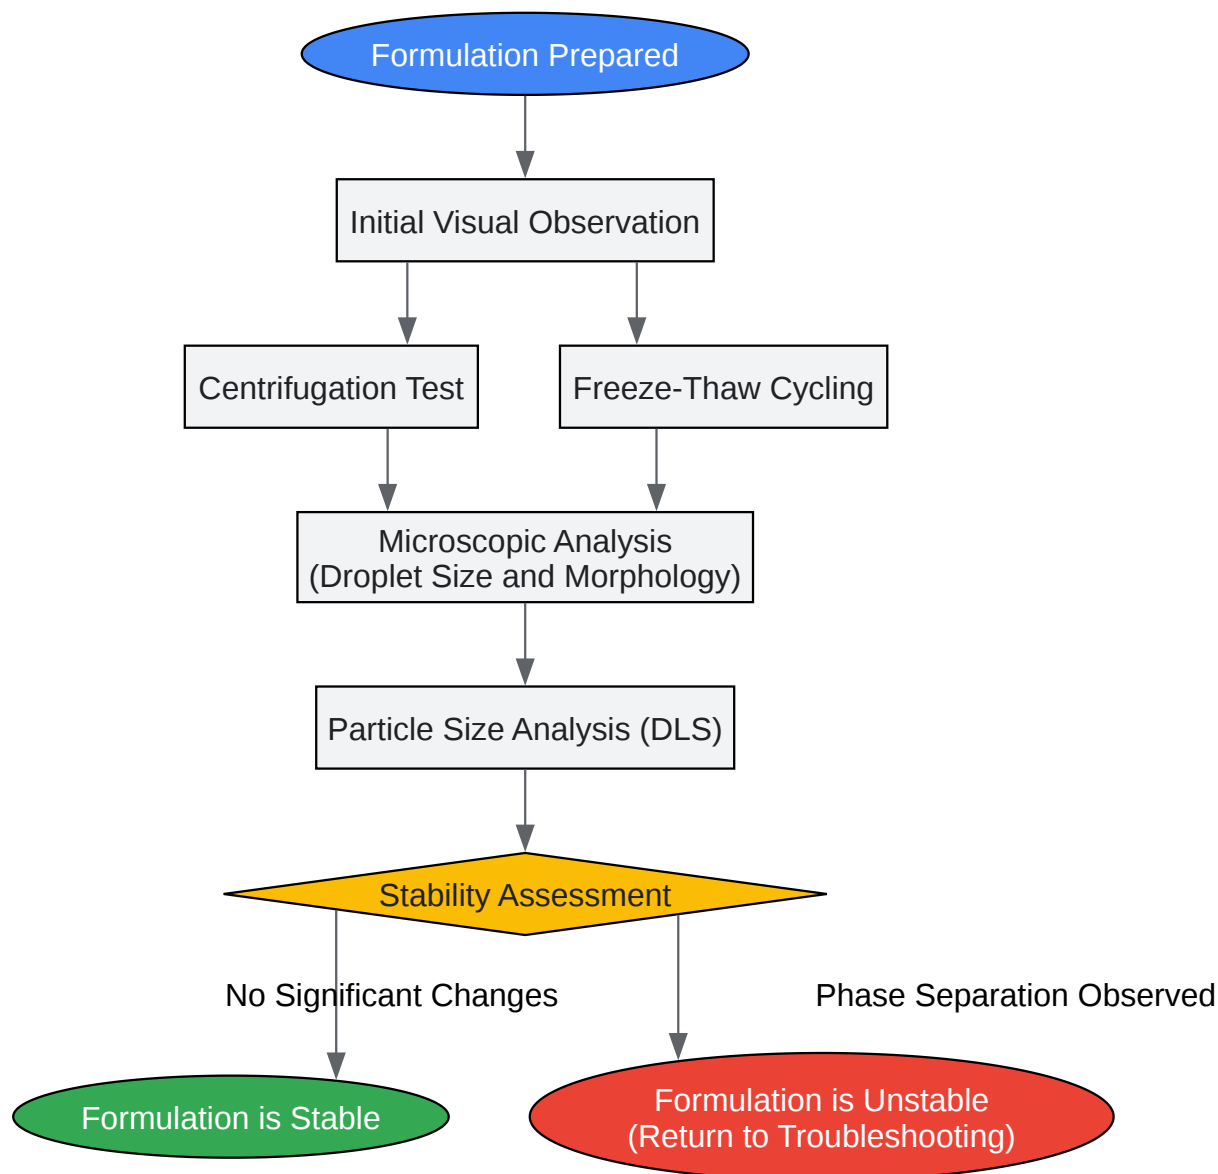 Formulation Prepared
Initial Visual Observation
Centrifugation Test
Freeze-Thaw Cycling
Microscopic Analysis
(Droplet Size and Morphology)
Particle Size Analysis (DLS)
Stability Assessment
No Significant Changes
Phase Separation Observed
Formulation is Stable
Formulation is Unstable
(Return to Troubleshooting)